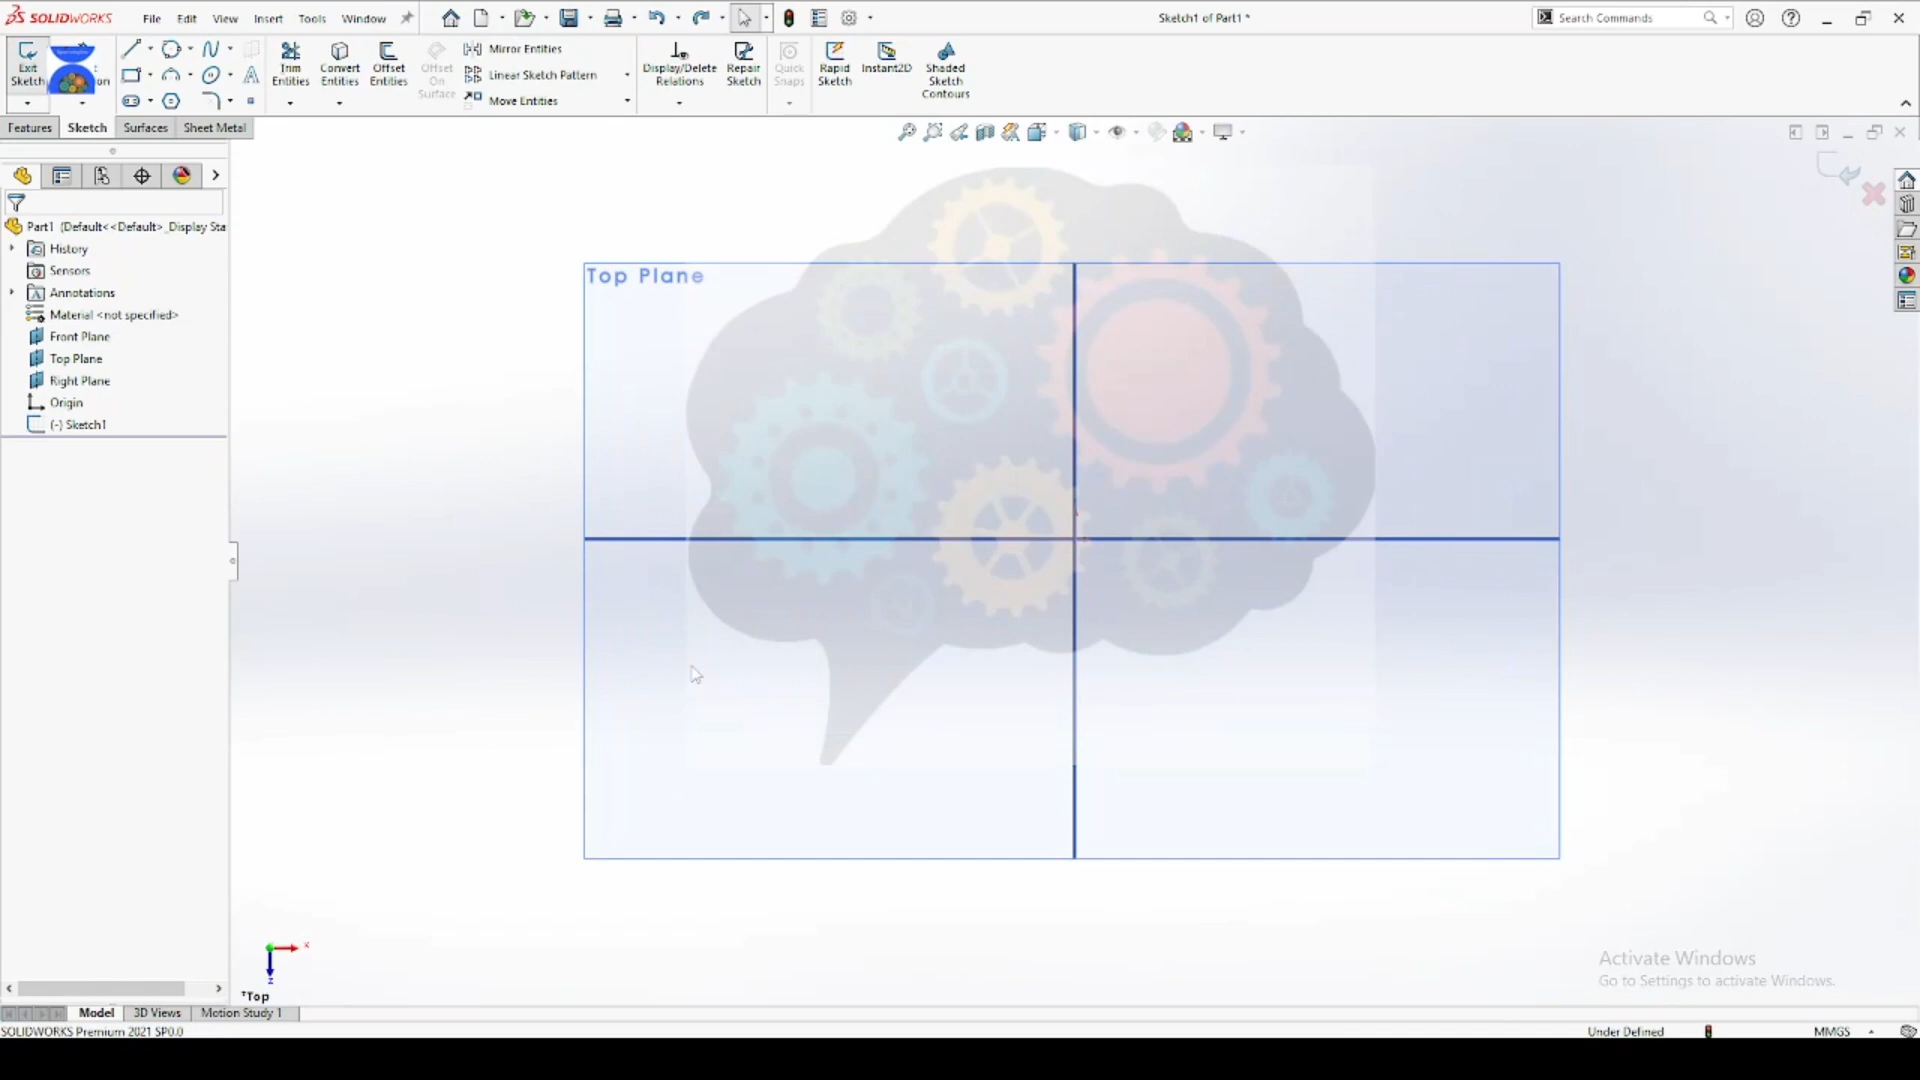 SOLIDWORKS File Edit View Insert Tools Window Sketch1 of Part1 * Search Commands
Exit Sketch
Trim Entities
Convert Entities
Offset Entities
Offset On Surface
Mirror Entities
Linear Sketch Pattern
Move Entities
Display/Delete Relations
Repair Sketch
Quick Snaps
Rapid Sketch
Instant2D
Shaded Sketch Contours
Features Sketch Surfaces Sheet Metal
Part1 (Default<<Default>_Display Sta
History
Sensors
Annotations
Material <not specified>
Front Plane
Top Plane
Right Plane
Origin
(-) Sketch1
Top Plane
x
z
*Top
Activate Windows
Go to Settings to activate Windows.
Model 3D Views Motion Study 1
SOLIDWORKS Premium 2021 SP0.0 Under Defined MMGS